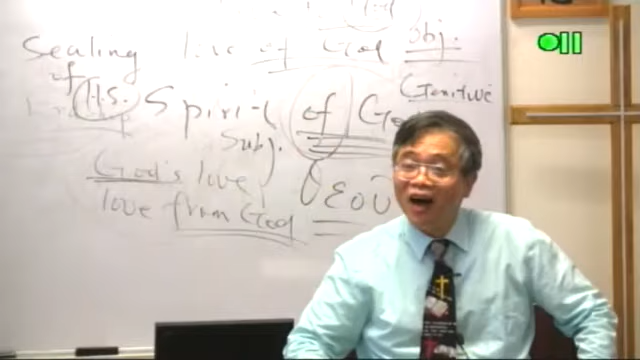 Sealing love of God obj.
of H.S. Spirit of God Genitive
Subj.
God's love θεοῦ
love from God